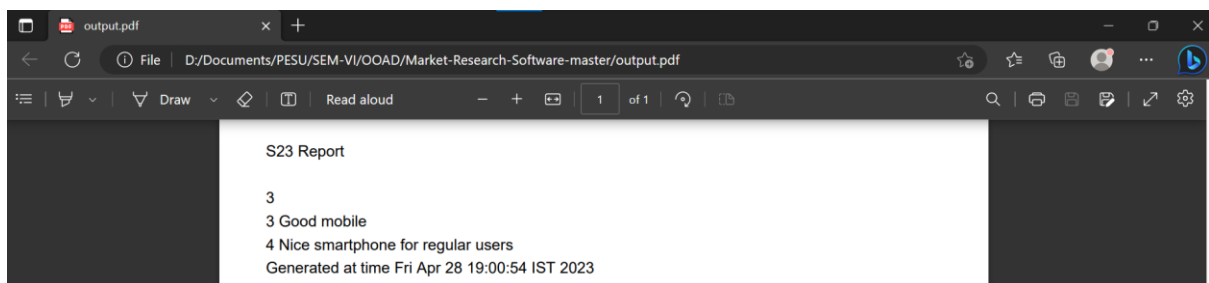 output.pdf
File D:/Documents/PESU/SEM-VI/OOAD/Market-Research-Software-master/output.pdf
Draw Read aloud 1 of 1
S23 Report
3
3 Good mobile
4 Nice smartphone for regular users
Generated at time Fri Apr 28 19:00:54 IST 2023